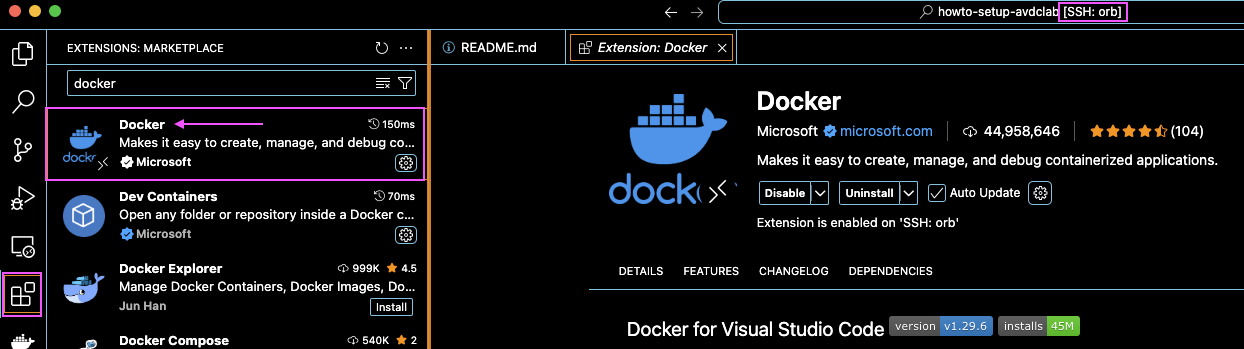 howto-setup-avdclab [SSH: orb]
EXTENSIONS: MARKETPLACE
docker
Docker
150ms
Makes it easy to create, manage, and debug co...
docker
Microsoft
Dev Containers
70ms
Open any folder or repository inside a Docker c...
Microsoft
Docker Explorer
999K 4.5
Manage Docker Containers, Docker Images, Do...
Jun Han
Install
Docker Compose
540K 2
README.md
Extension: Docker
Docker
Microsoft microsoft.com 44,958,646 (104)
Makes it easy to create, manage, and debug containerized applications.
Disable Uninstall Auto Update
Extension is enabled on 'SSH: orb'
DETAILS FEATURES CHANGELOG DEPENDENCIES
Docker for Visual Studio Code version v1.29.6 installs 45M